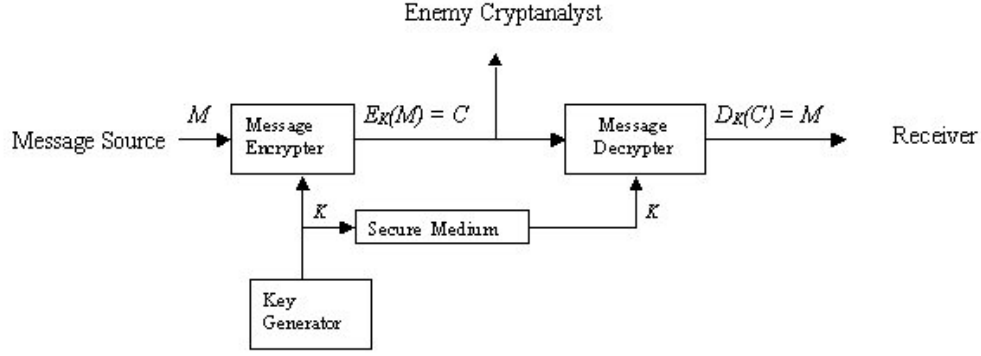 Enemy Cryptanalyst
Message Source
M
Message
Encrypter
E_K(M) = C
Message
Decrypter
D_K(C) = M
Receiver
K
Secure Medium
K
Key
Generator